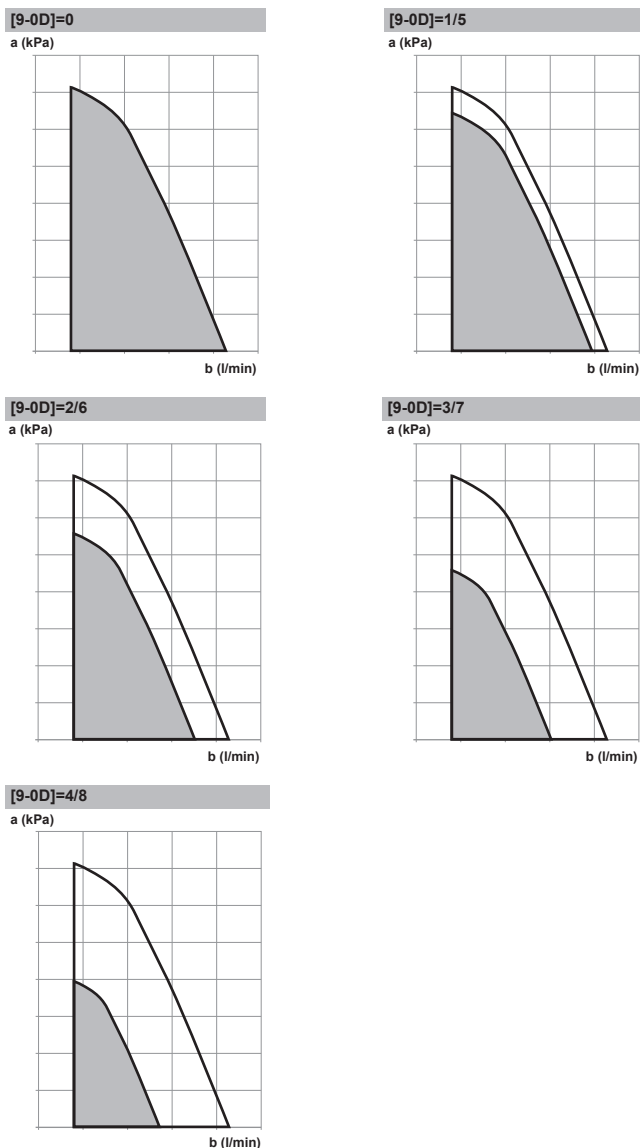 [9-0D]=0
a (kPa)
b (l/min)
[9-0D]=1/5
a (kPa)
b (l/min)
[9-0D]=2/6
a (kPa)
b (l/min)
[9-0D]=3/7
a (kPa)
b (l/min)
[9-0D]=4/8
a (kPa)
b (l/min)